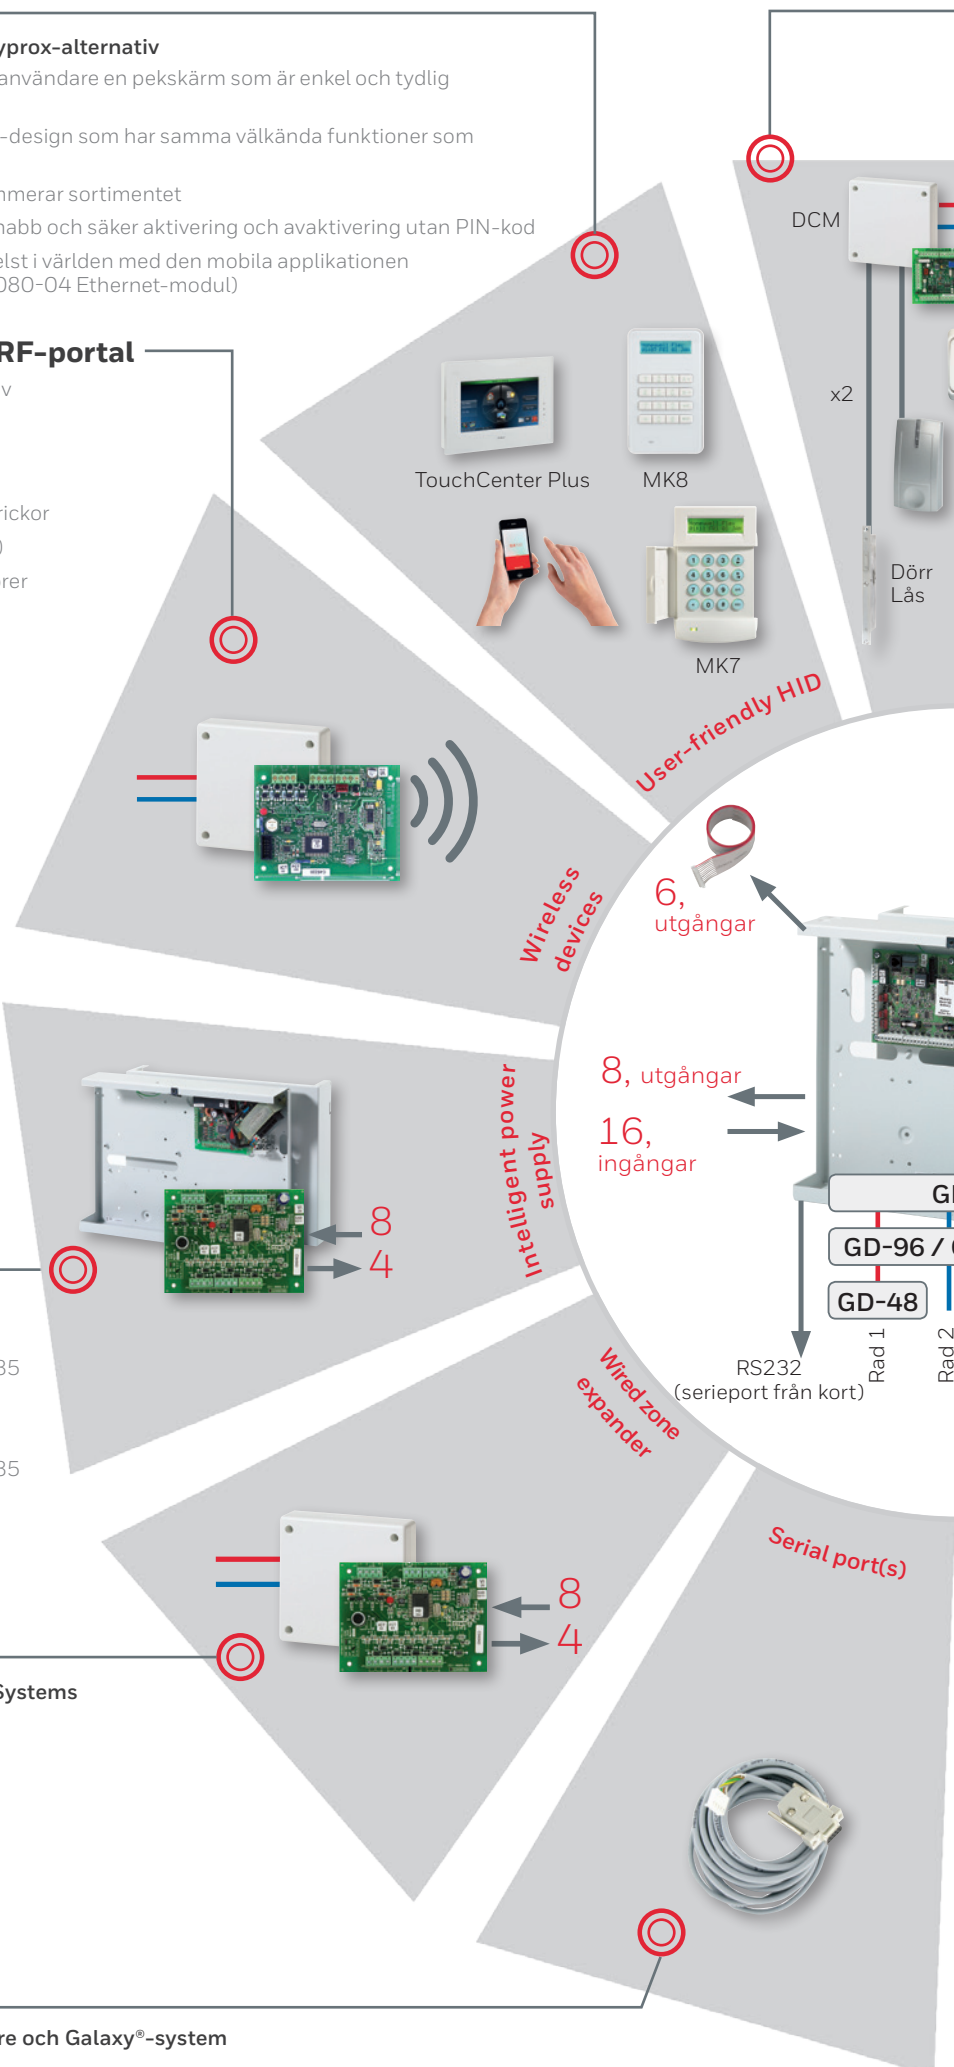 yprox-alternativ
användare en pekskärm som är enkel och tydlig
-design som har samma välkända funktioner som
nmerar sortimentet
nabb och säker aktivering och avaktivering utan PIN-kod
elst i världen med den mobila applikationen
080-04 Ethernet-modul)
RF-portal
v
rickor
)
rer
DCM
x2
Dörr
Lås
TouchCenter Plus
MK8
MK7
User-friendly HID
Wireless
devices
Intelligent power
supply
Wired zone
expander
Serial port(s)
6,
utgångar
8, utgångar
16,
ingångar
8
4
GD-96 /
GD-48
Rad 1
Rad 2
RS232
(serieport från kort)
35
35
8
4
Systems
re och Galaxy®-system